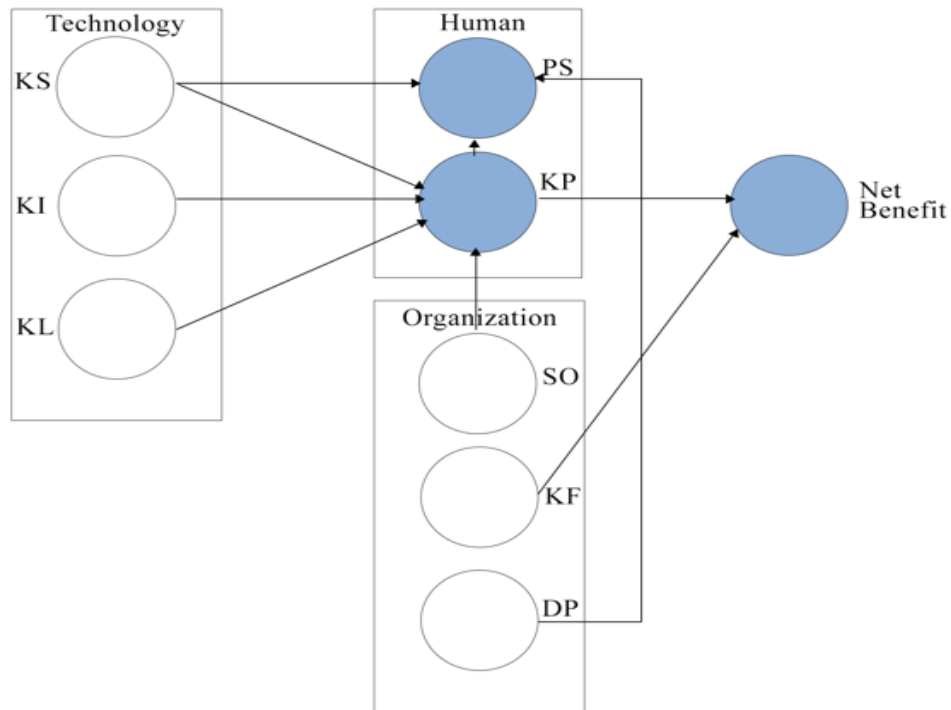 Technology
Human
KS
PS
KI
KP
Net
Benefit
KL
Organization
SO
KF
DP